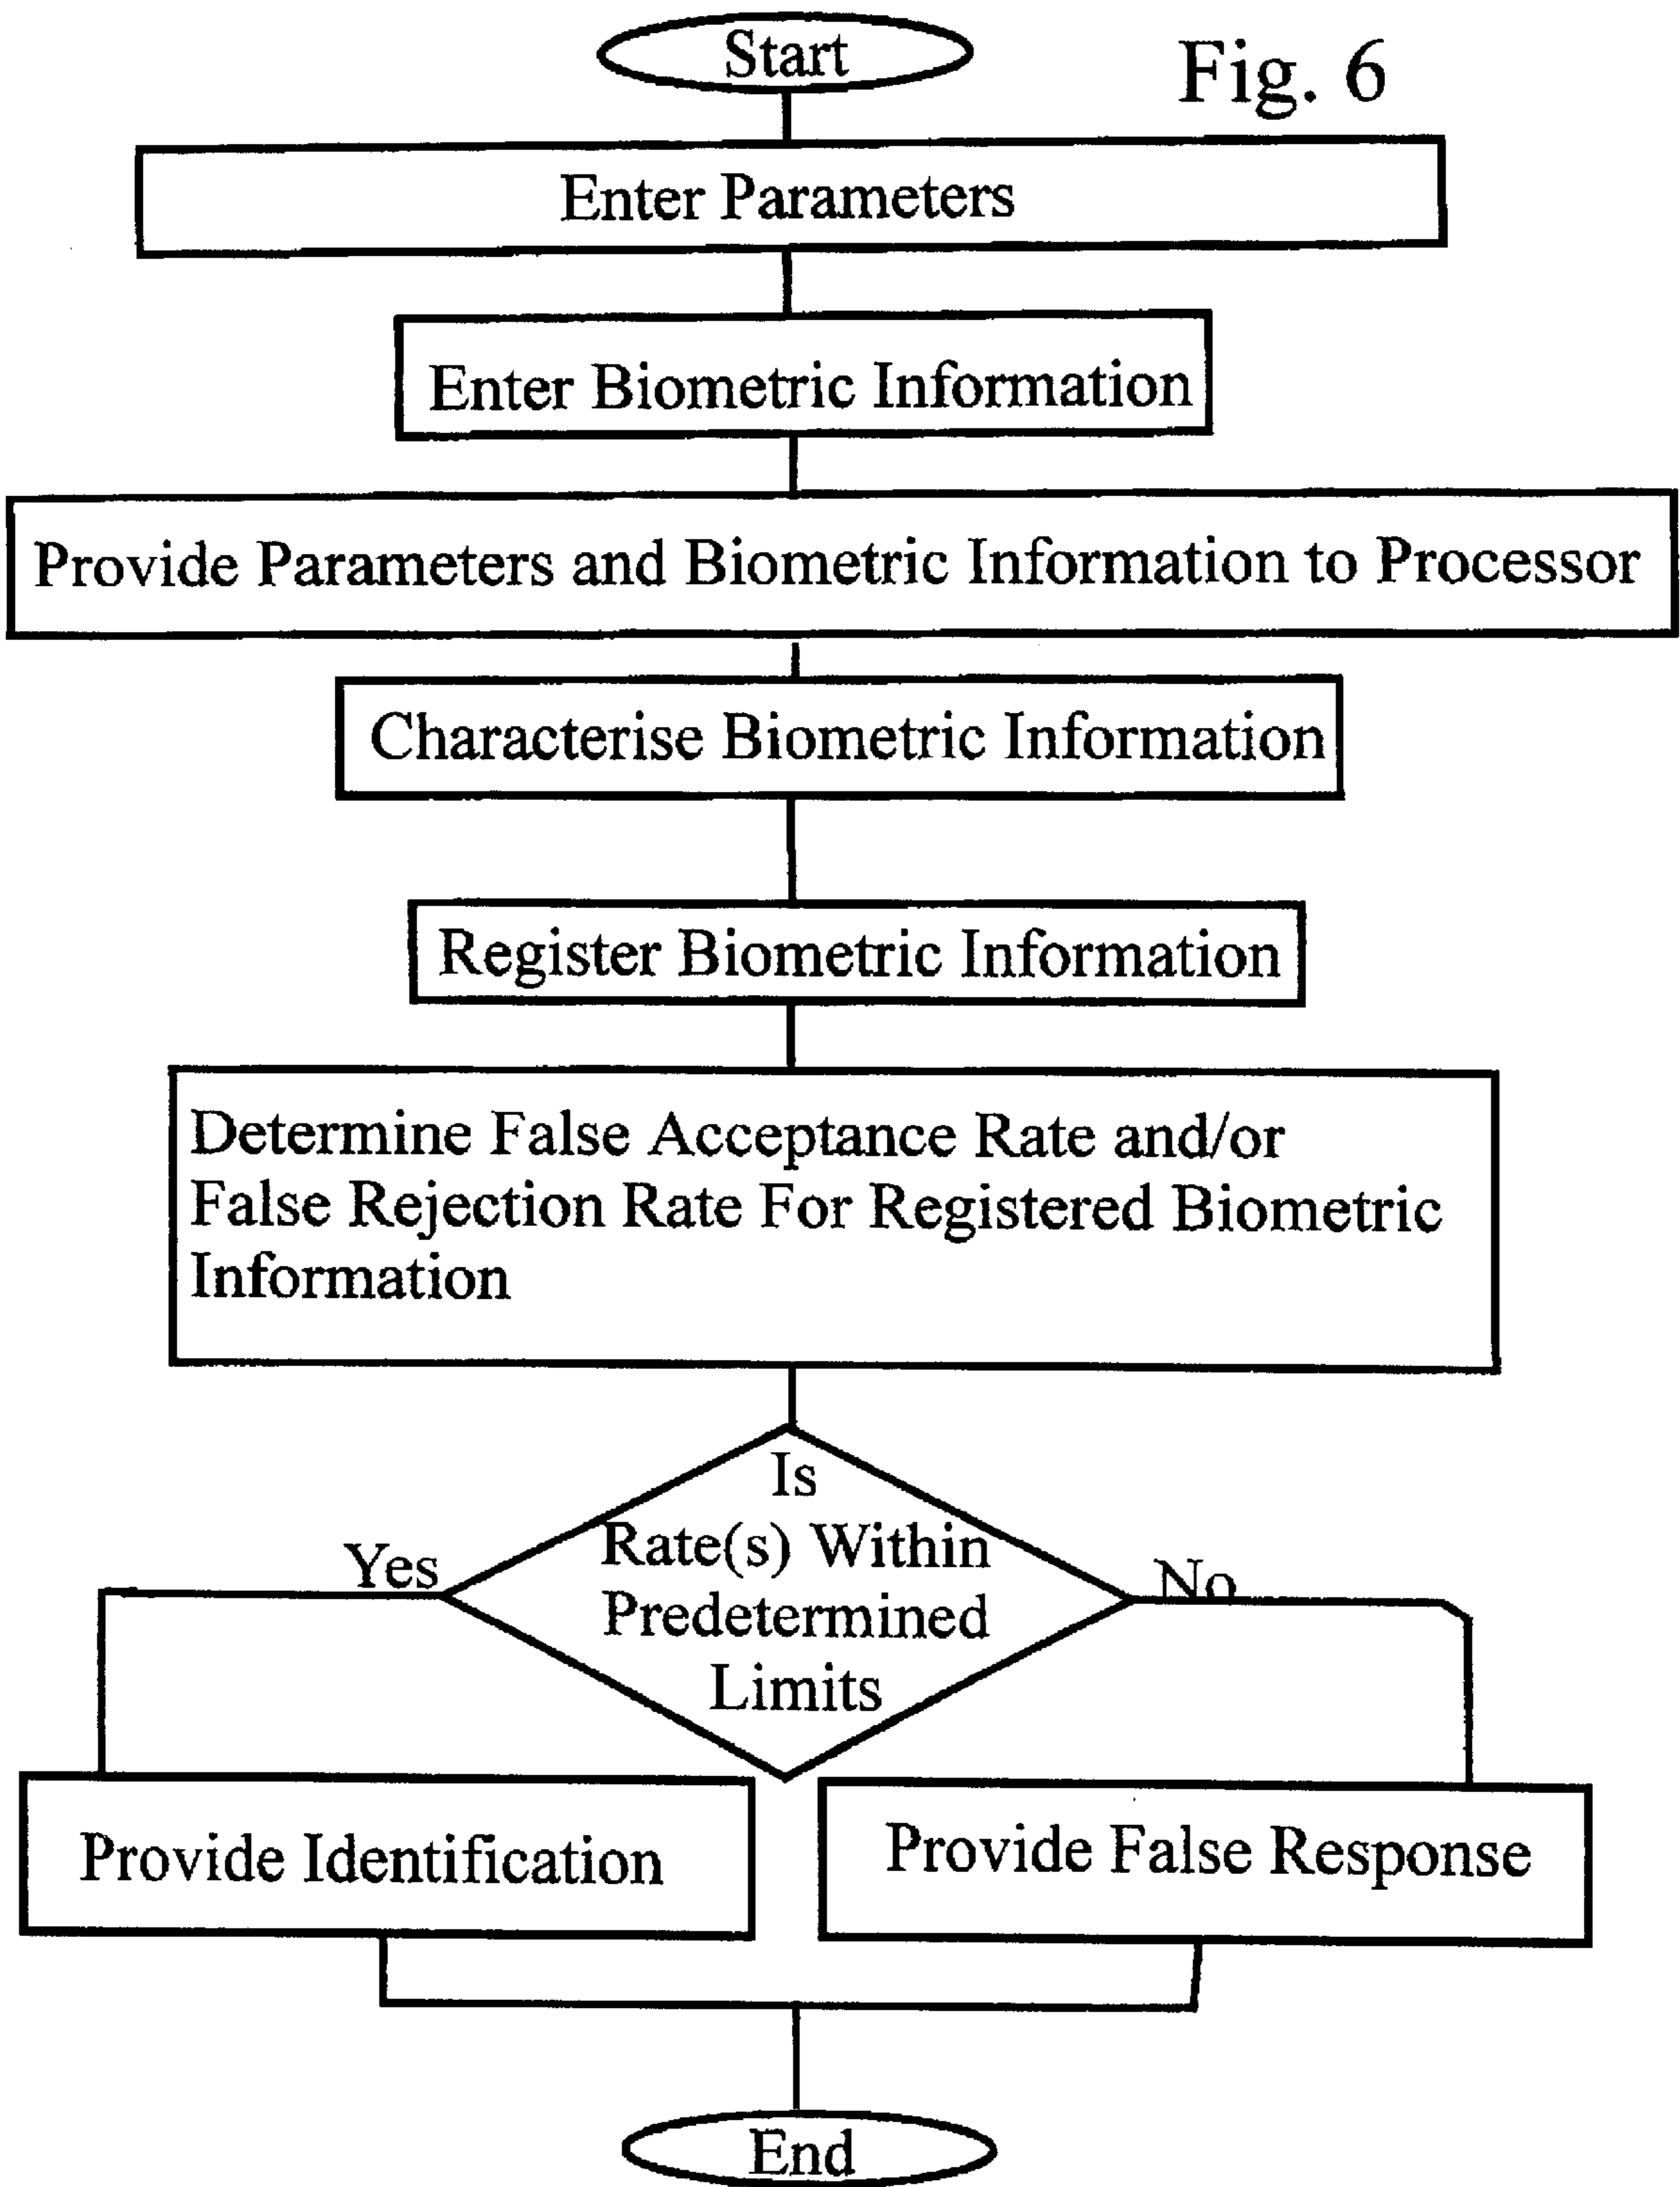 Start
Fig. 6
Enter Parameters
Enter Biometric Information
Provide Parameters and Biometric Information to Processor
Characterise Biometric Information
Register Biometric Information
Determine False Acceptance Rate and/or
False Rejection Rate For Registered Biometric
Information
Is
Rate(s) Within
Predetermined
Limits
Yes
No
Provide Identification
Provide False Response
End